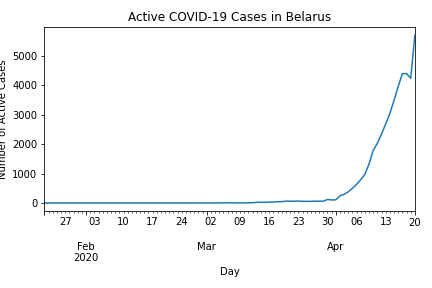 Active COVID-19 Cases in Belarus
Number of Active Cases
5000
4000
3000
2000
1000
0
27 03 10 17 24 02 09 16 23 30 06 13 20
Feb Mar Apr
2020
Day